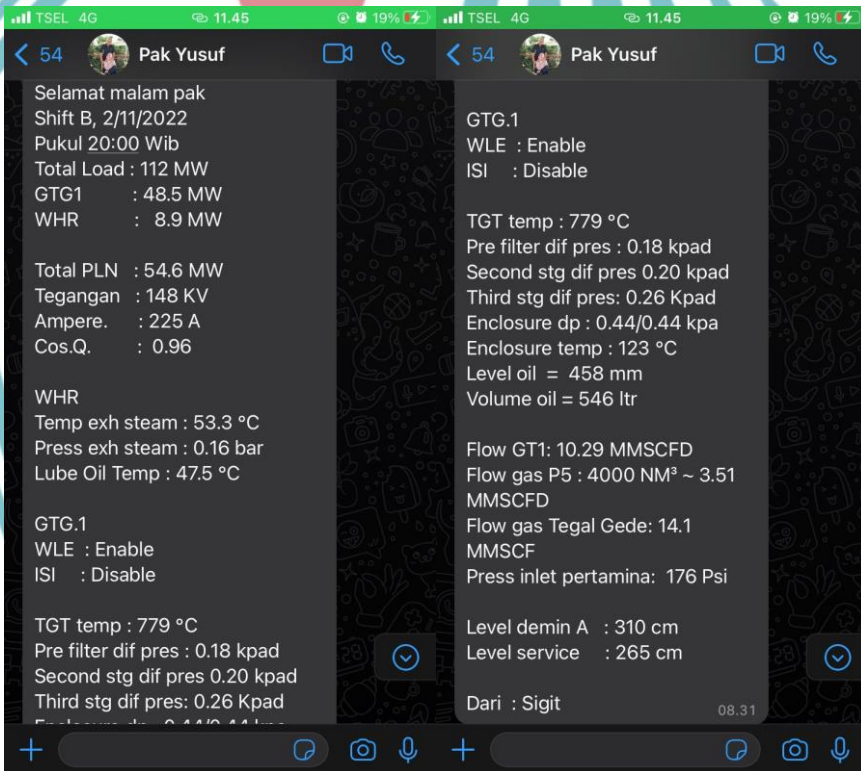 TSEL 4G 11.45 19%
54 Pak Yusuf
Selamat malam pak
Shift B, 2/11/2022
Pukul 20:00 Wib
Total Load : 112 MW
GTG1 : 48.5 MW
WHR : 8.9 MW
Total PLN : 54.6 MW
Tegangan : 148 KV
Ampere. : 225 A
Cos.Q. : 0.96
WHR
Temp exh steam : 53.3 °C
Press exh steam : 0.16 bar
Lube Oil Temp : 47.5 °C
GTG.1
WLE : Enable
ISI : Disable
TGT temp : 779 °C
Pre filter dif pres : 0.18 kpad
Second stg dif pres 0.20 kpad
Third stg dif pres: 0.26 Kpad
TSEL 4G 11.45 19%
54 Pak Yusuf
GTG.1
WLE : Enable
ISI : Disable
TGT temp : 779 °C
Pre filter dif pres : 0.18 kpad
Second stg dif pres 0.20 kpad
Third stg dif pres: 0.26 Kpad
Enclosure dp : 0.44/0.44 kpa
Enclosure temp : 123 °C
Level oil = 458 mm
Volume oil = 546 ltr
Flow GT1: 10.29 MMSCFD
Flow gas P5 : 4000 NM³ ~ 3.51
MMSCFD
Flow gas Tegal Gede: 14.1
MMSCF
Press inlet pertamina: 176 Psi
Level demin A : 310 cm
Level service : 265 cm
Dari : Sigit
08.31